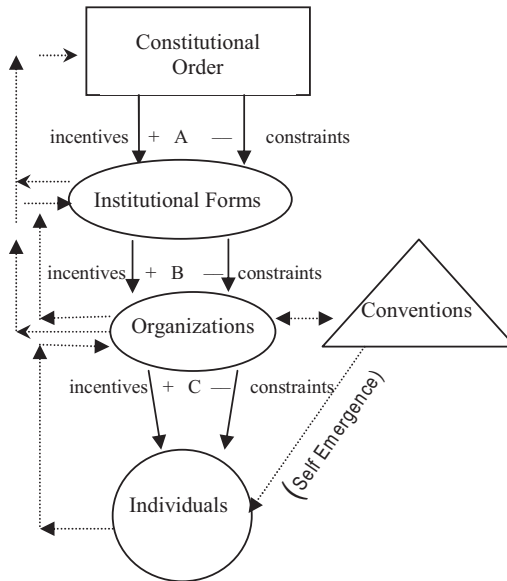 Constitutional
Order
incentives + A — constraints
Institutional Forms
incentives + B — constraints
Organizations
Conventions
incentives + C — constraints
(Self Emergence)
Individuals